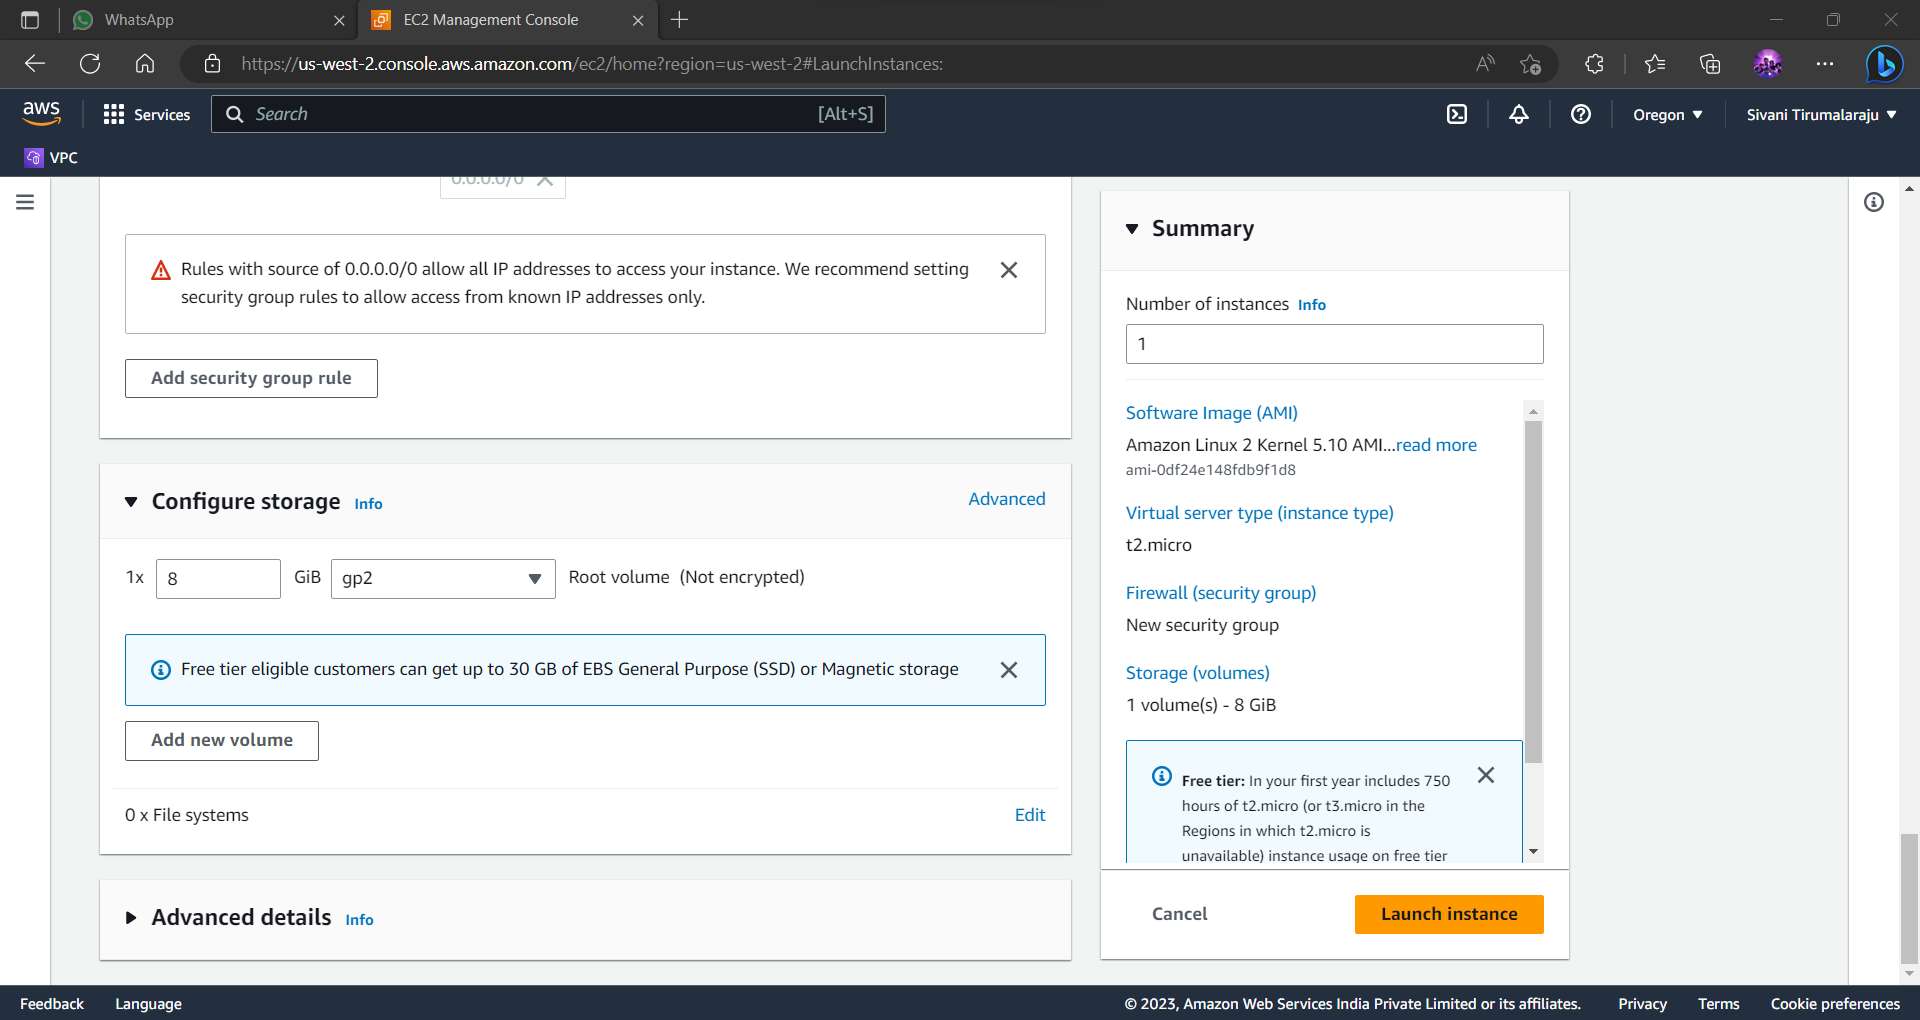 WhatsApp
EC2 Management Console
https://us-west-2.console.aws.amazon.com/ec2/home?region=us-west-2#LaunchInstances:
aws
Services
Search
[Alt+S]
Oregon
Sivani Tirumalaraju
VPC
0.0.0.0/0
Rules with source of 0.0.0.0/0 allow all IP addresses to access your instance. We recommend setting
security group rules to allow access from known IP addresses only.
Add security group rule
Configure storage Info
Advanced
1x 8 GiB gp2 Root volume (Not encrypted)
Free tier eligible customers can get up to 30 GB of EBS General Purpose (SSD) or Magnetic storage
Add new volume
0 x File systems
Edit
Advanced details Info
Summary
Number of instances Info
1
Software Image (AMI)
Amazon Linux 2 Kernel 5.10 AMI...read more
ami-0df24e148fdb9f1d8
Virtual server type (instance type)
t2.micro
Firewall (security group)
New security group
Storage (volumes)
1 volume(s) - 8 GiB
Free tier: In your first year includes 750
hours of t2.micro (or t3.micro in the
Regions in which t2.micro is
unavailable) instance usage on free tier
Cancel
Launch instance
Feedback
Language
© 2023, Amazon Web Services India Private Limited or its affiliates.
Privacy
Terms
Cookie preferences